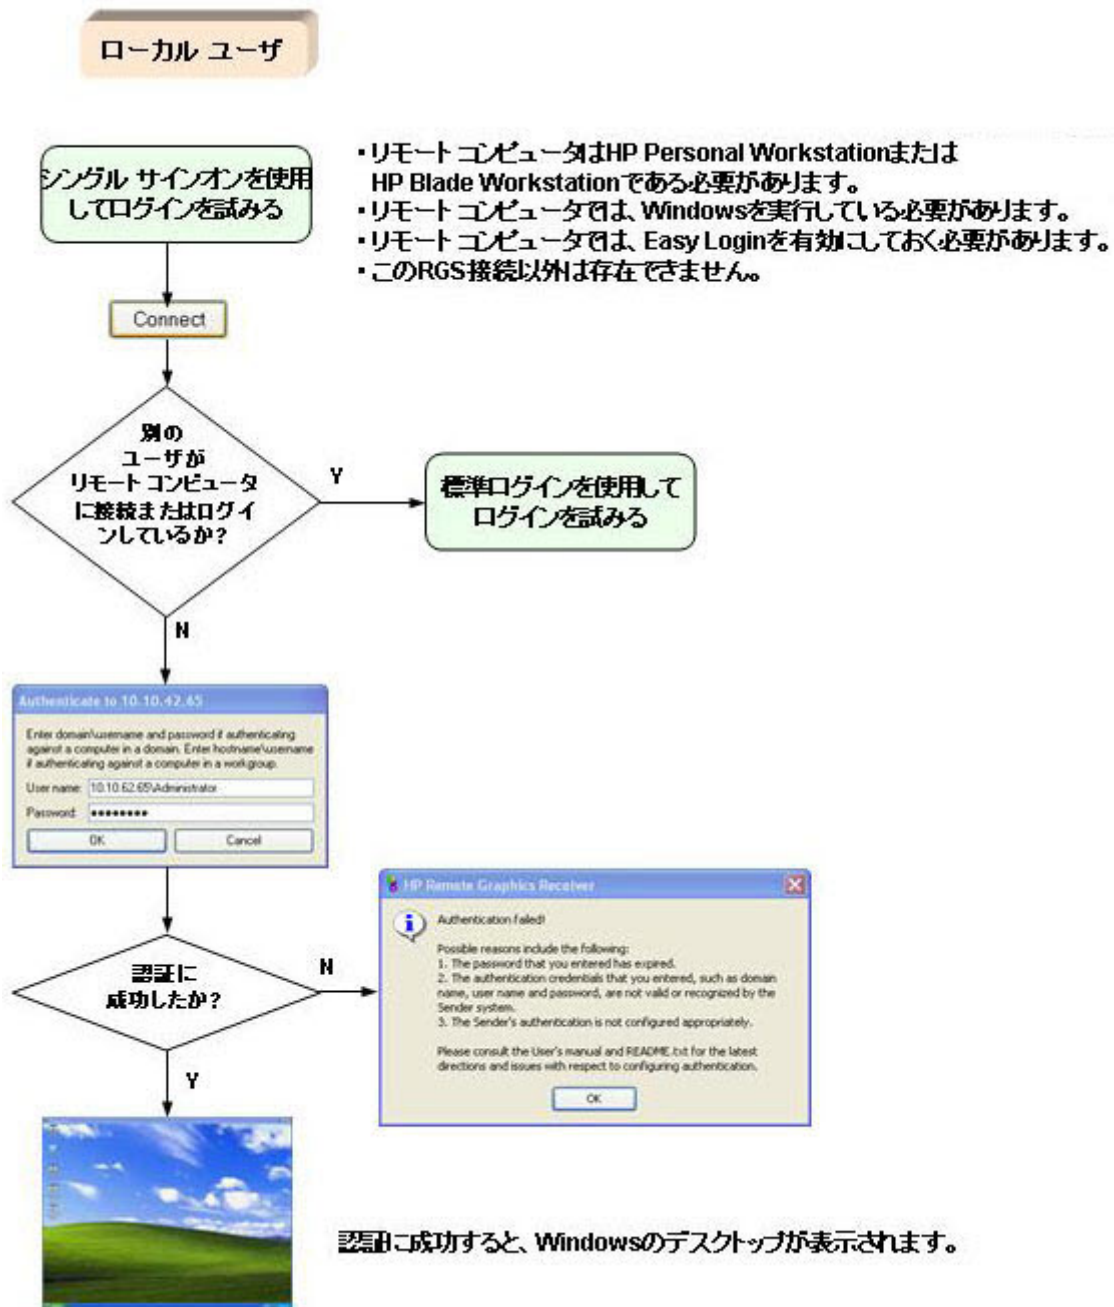 ローカル ユーザ
シングル サインオンを使用
してログインを試みる
・リモート コンピュータはHP Personal Workstationまたは
HP Blade Workstationである必要があります。
・リモート コンピュータでは、Windowsを実行している必要があります。
・リモート コンピュータでは、Easy Loginを有効にしておく必要があります。
・このRGS接続以外は存在できません。
Connect
別の
ユーザが
リモート コンピュータ
に接続またはログイ
ンしているか?
Y
標準ログインを使用して
ログインを試みる
N
Authenticate to 10.10.42.65
Enter domain\username and password if authenticating
against a computer in a domain. Enter hostname\username
if authenticating against a computer in a workgroup.
User name: 10.10.62.65\Administrator
Password: ●●●●●●●●
OK Cancel
HP Remote Graphics Receiver
Authentication failed!
Possible reasons include the following:
1. The password that you entered has expired.
2. The authentication credentials that you entered, such as domain
name, user name and password, are not valid or recognized by the
Sender system.
3. The Sender's authentication is not configured appropriately.
Please consult the User's manual and README.txt for the latest
directions and issues with respect to configuring authentication.
OK
認証に
成功したか?
N
Y
認証に成功すると、Windowsのデスクトップが表示されます。